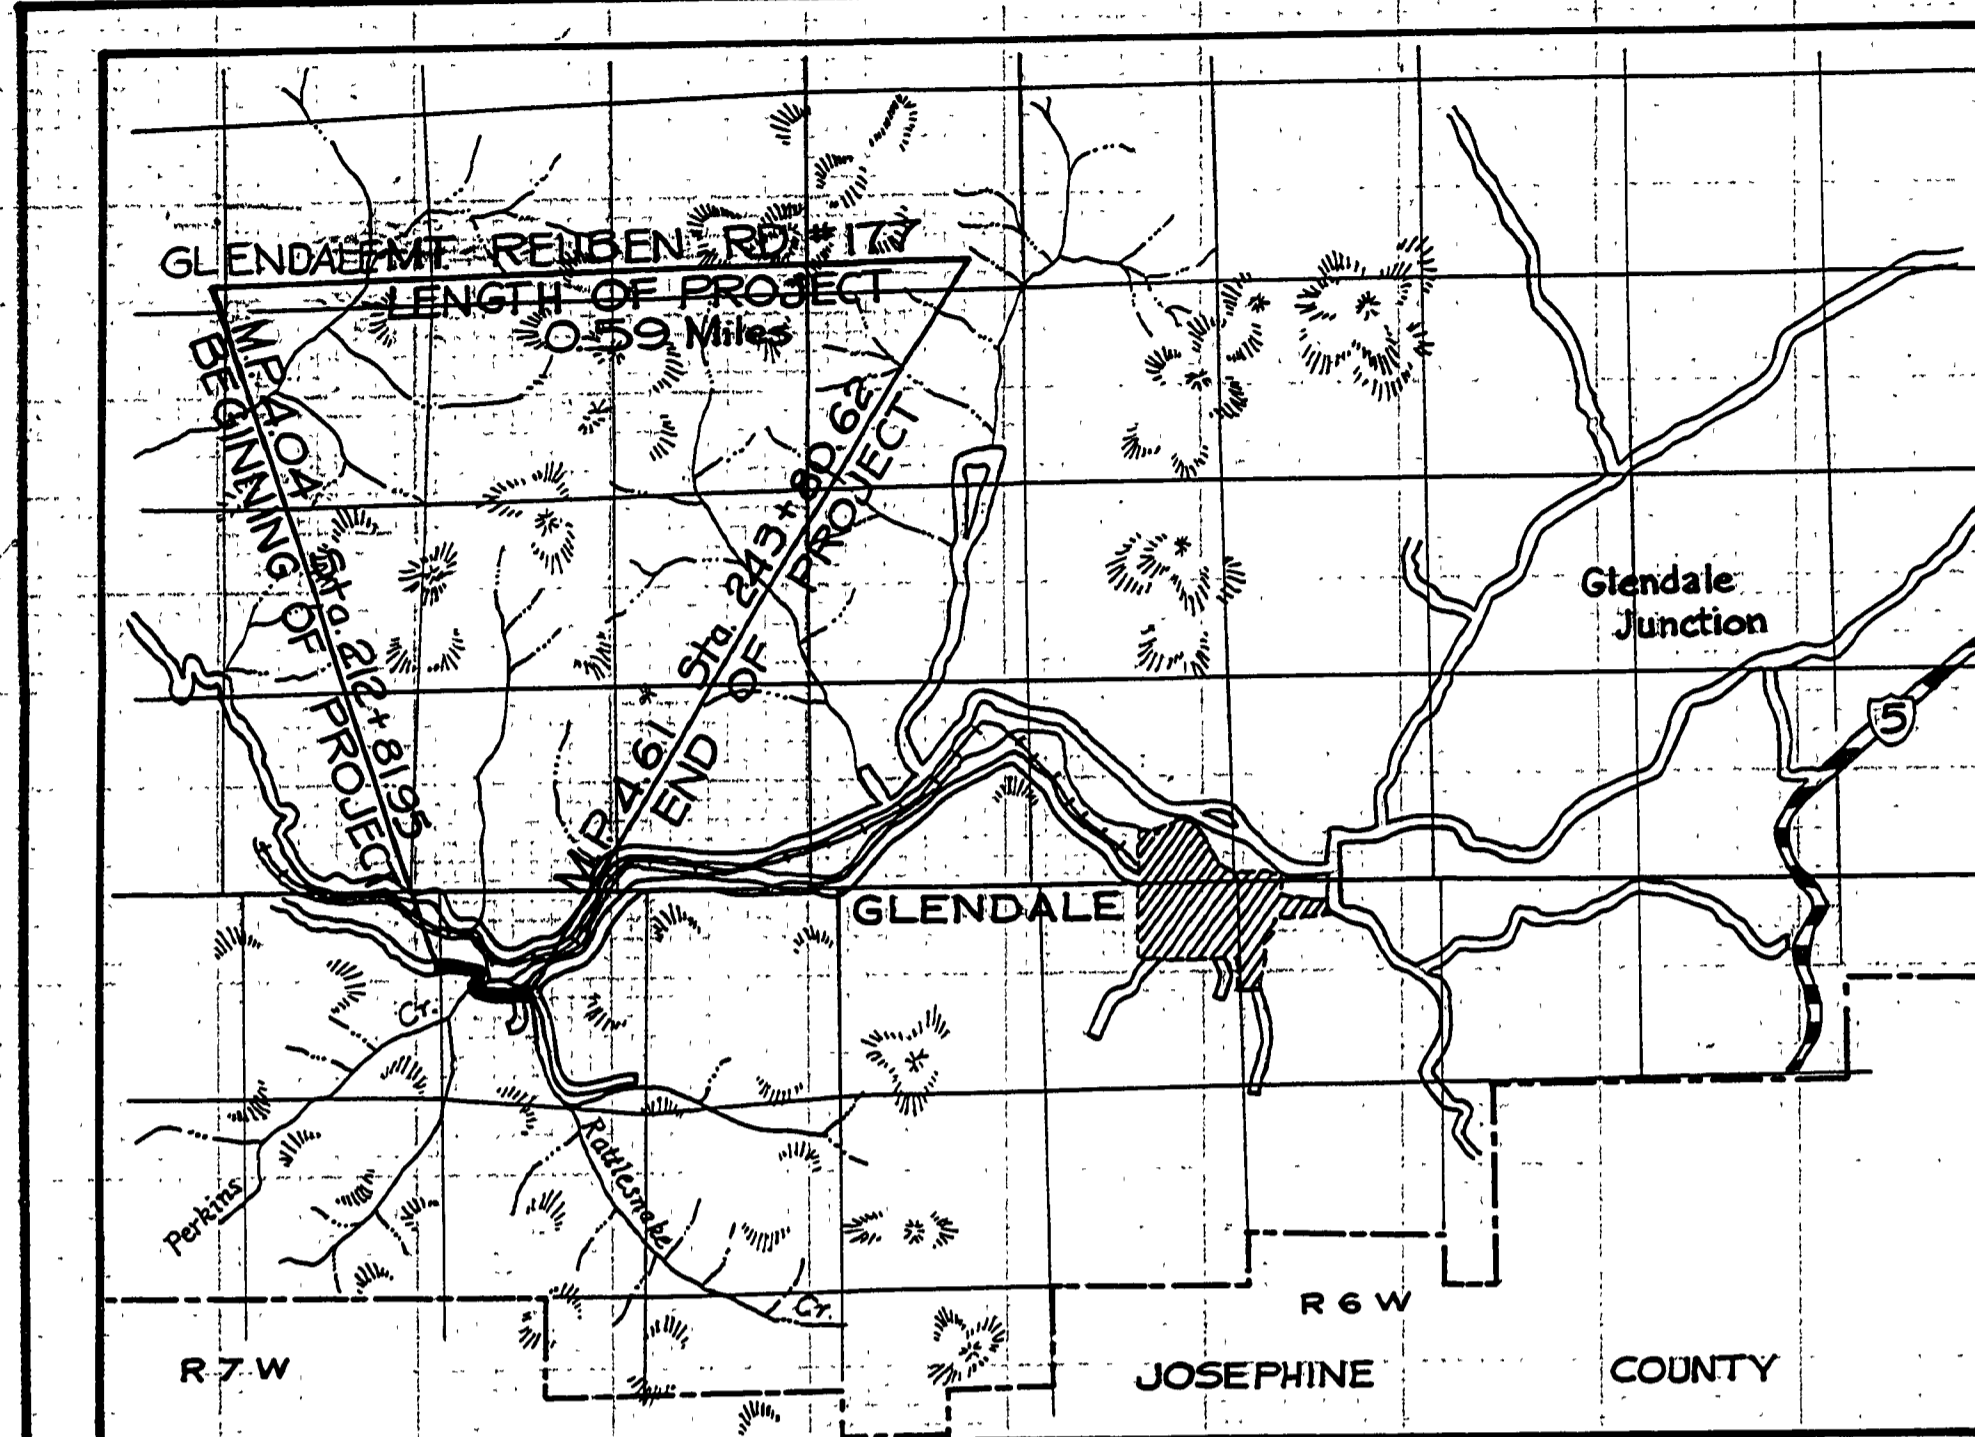 GLENDALE MT. REUBEN RD. # 177
LENGTH OF PROJECT
0.59 Miles
M.P. 4.04 Sta. 212 + 81.95
BEGINNING OF PROJECT
M.P. 4.61 Sta. 243 + 80.62
END OF PROJECT
Glendale
Junction
5
GLENDALE
Cr.
Perkins
Rattlesnake
Cr.
R 6 W
R 7 W
JOSEPHINE COUNTY